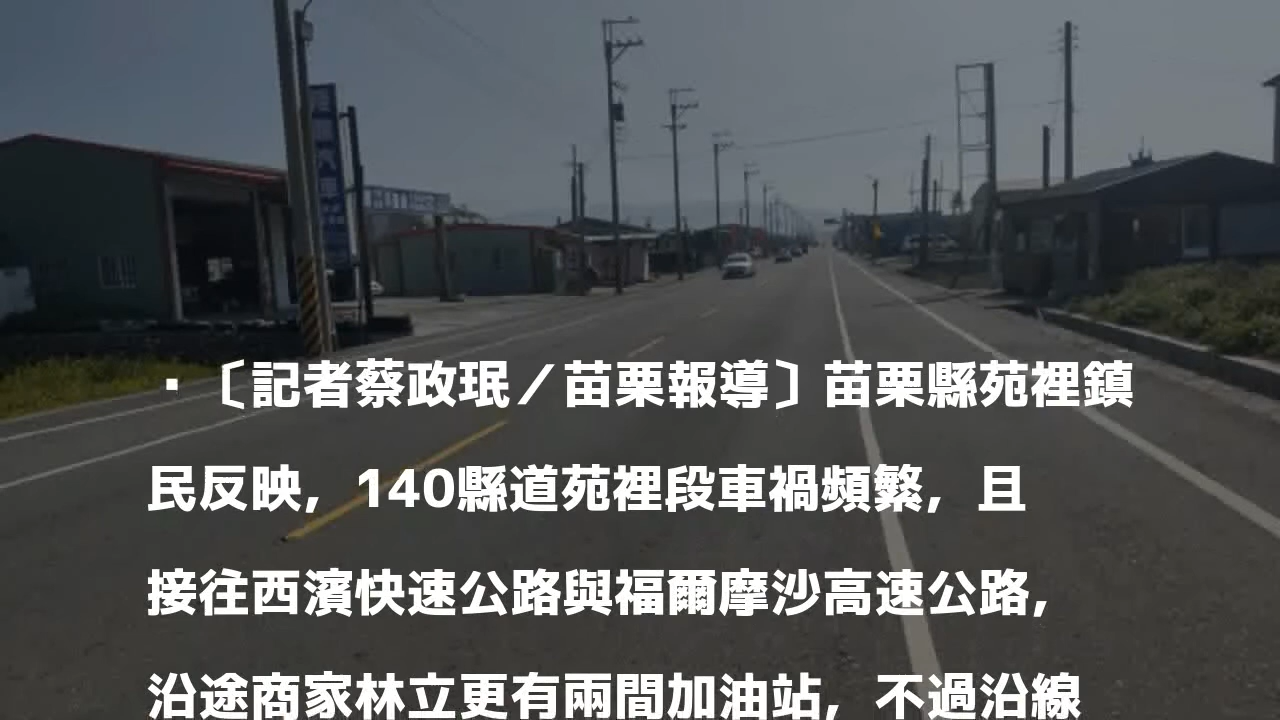 ▪〔記者蔡政珉／苗栗報導〕苗栗縣苑裡鎮
民反映，140縣道苑裡段車禍頻繁，且
接往西濱快速公路與福爾摩沙高速公路，
沿途商家林立更有兩間加油站，不過沿線